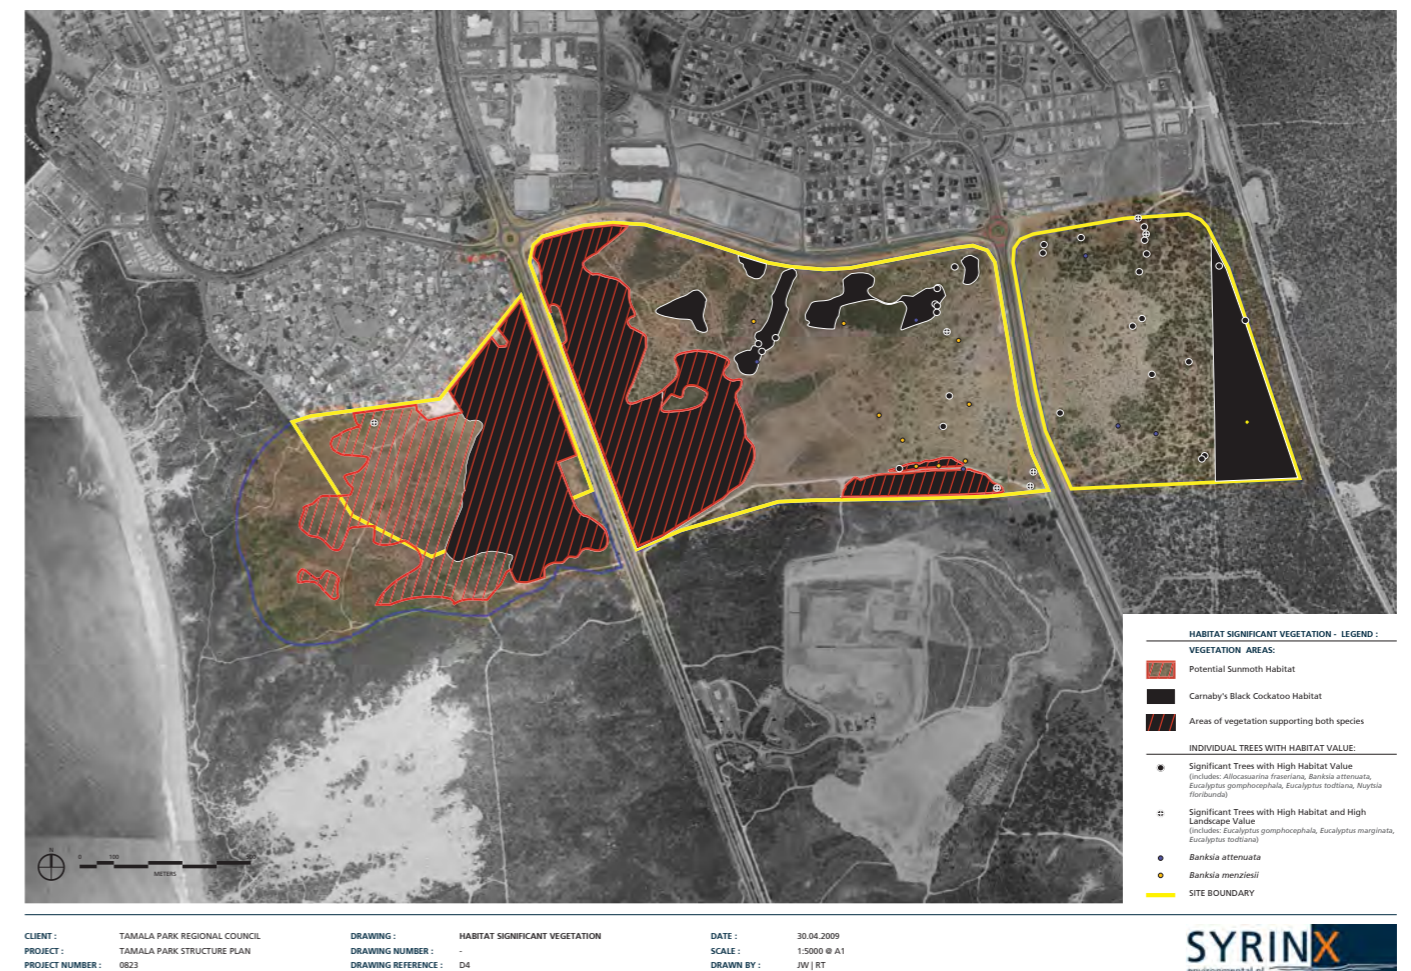 HABITAT SIGNIFICANT VEGETATION - LEGEND :
VEGETATION AREAS:
Potential Sunmoth Habitat
Carnaby's Black Cockatoo Habitat
Areas of vegetation supporting both species
INDIVIDUAL TREES WITH HABITAT VALUE:
Significant Trees with High Habitat Value
(includes: Allocasuarina fraseriana, Banksia attenuata,
Eucalyptus gomphocephala, Eucalyptus todtiana, Nuytsia
floribunda)
Significant Trees with High Habitat and High
Landscape Value
(includes: Eucalyptus gomphocephala, Eucalyptus marginata,
Eucalyptus todtiana)
Banksia attenuata
Banksia menziesii
SITE BOUNDARY
N
0 100
METERS
CLIENT : TAMALA PARK REGIONAL COUNCIL DRAWING : HABITAT SIGNIFICANT VEGETATION DATE : 30.04.2009
PROJECT : TAMALA PARK STRUCTURE PLAN DRAWING NUMBER : - SCALE : 1:5000 @ A1
PROJECT NUMBER : 0823 DRAWING REFERENCE : D4 DRAWN BY : JW | RT
SYRINX